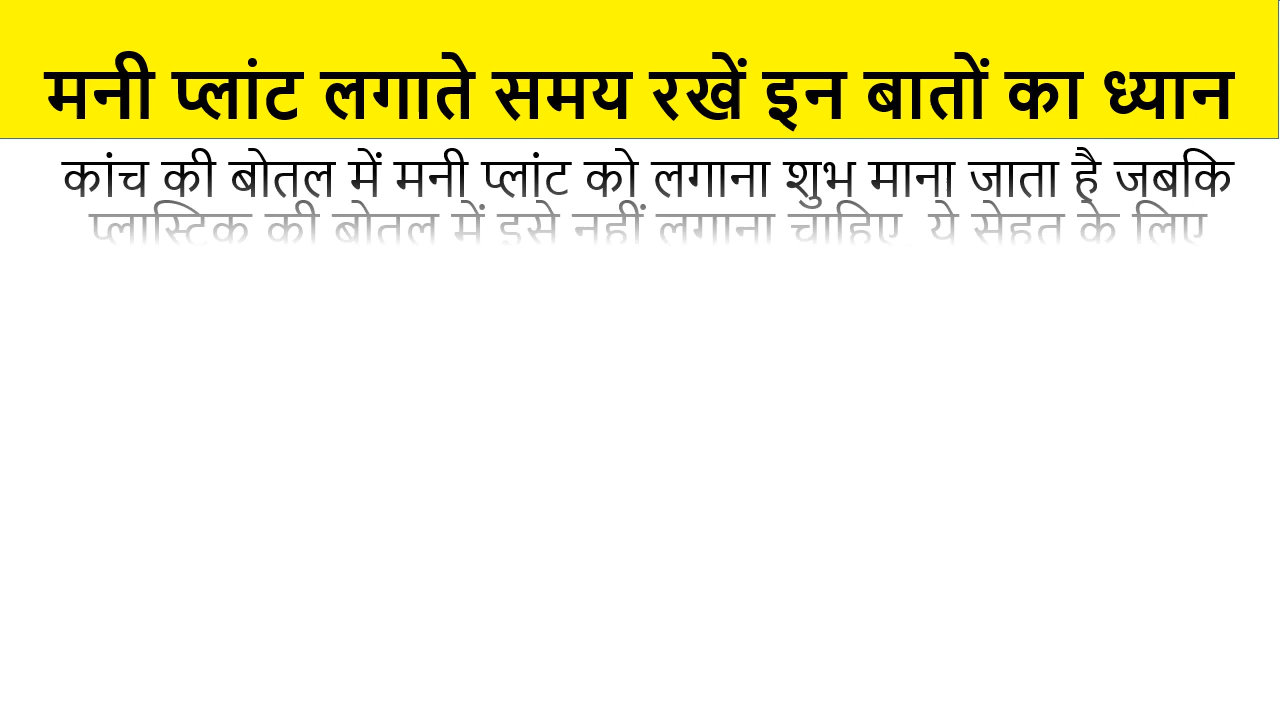 मनी प्लांट लगाते समय रखें इन बातों का ध्यान
कांच की बोतल में मनी प्लांट को लगाना शुभ माना जाता है जबकि
प्लास्टिक की बोतल में इसे नहीं लगाना चाहिए. ये सेहत के लिए